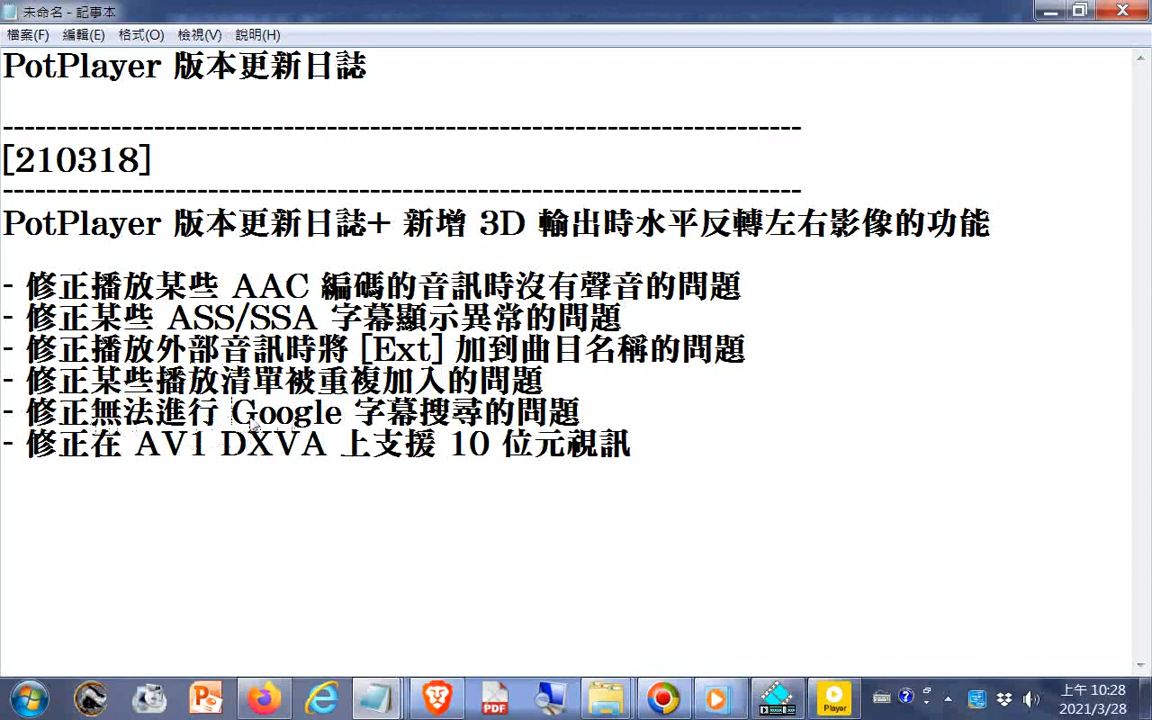 未命名 - 記事本
檔案(F) 編輯(E) 格式(O) 檢視(V) 說明(H)
PotPlayer 版本更新日誌
--------------------------------------------------------------------------
[210318]
--------------------------------------------------------------------------
PotPlayer 版本更新日誌+ 新增 3D 輸出時水平反轉左右影像的功能
- 修正播放某些 AAC 編碼的音訊時沒有聲音的問題
- 修正某些 ASS/SSA 字幕顯示異常的問題
- 修正播放外部音訊時將 [Ext] 加到曲目名稱的問題
- 修正某些播放清單被重複加入的問題
- 修正無法進行 Google 字幕搜尋的問題
- 修正在 AV1 DXVA 上支援 10 位元視訊
PDF
Player
上午 10:28
2021/3/28